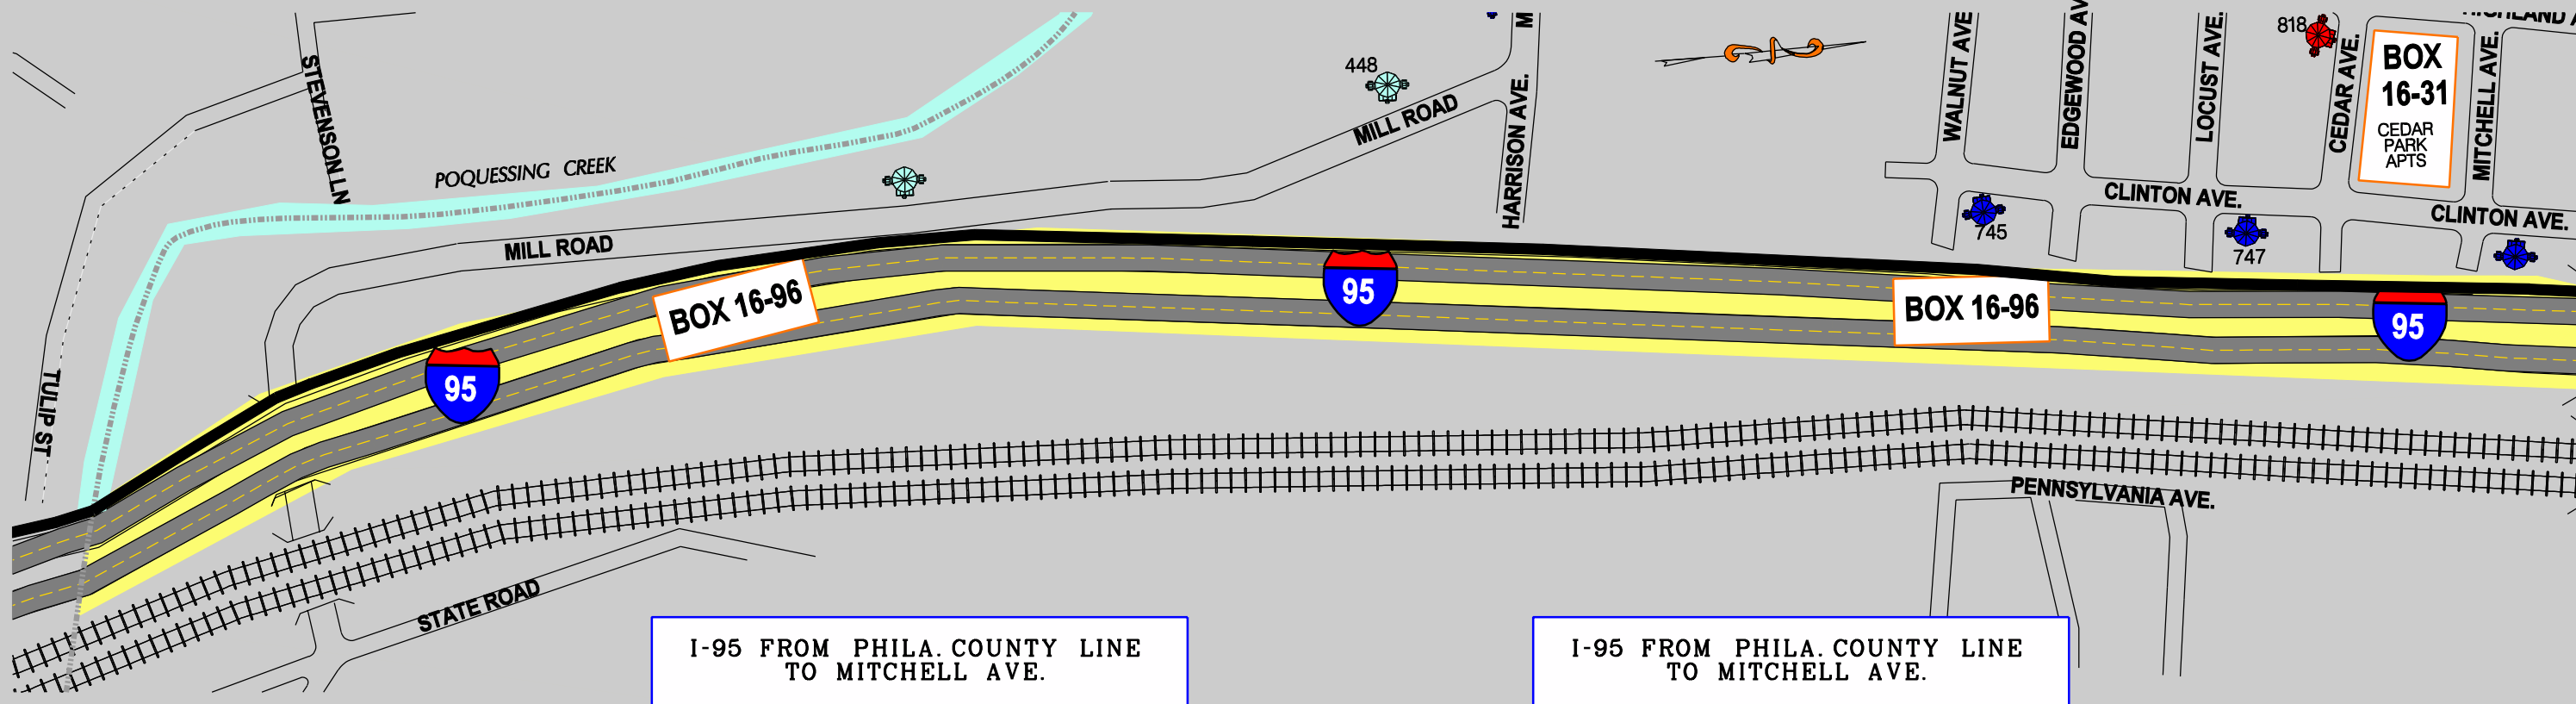 STEVENSON LN
POQUESSING CREEK
TULIP ST
MILL ROAD
448
MILL ROAD
M
HARRISON AVE.
WALNUT AVE
EDGEWOOD AV
LOCUST AVE.
818
CEDAR AVE.
BOX
16-31
CEDAR
PARK
APTS
MITCHELL AVE.
CLINTON AVE.
CLINTON AVE.
745
747
BOX 16-96
95
95
BOX 16-96
95
PENNSYLVANIA AVE.
STATE ROAD
I-95 FROM PHILA. COUNTY LINE
TO MITCHELL AVE.
I-95 FROM PHILA. COUNTY LINE
TO MITCHELL AVE.